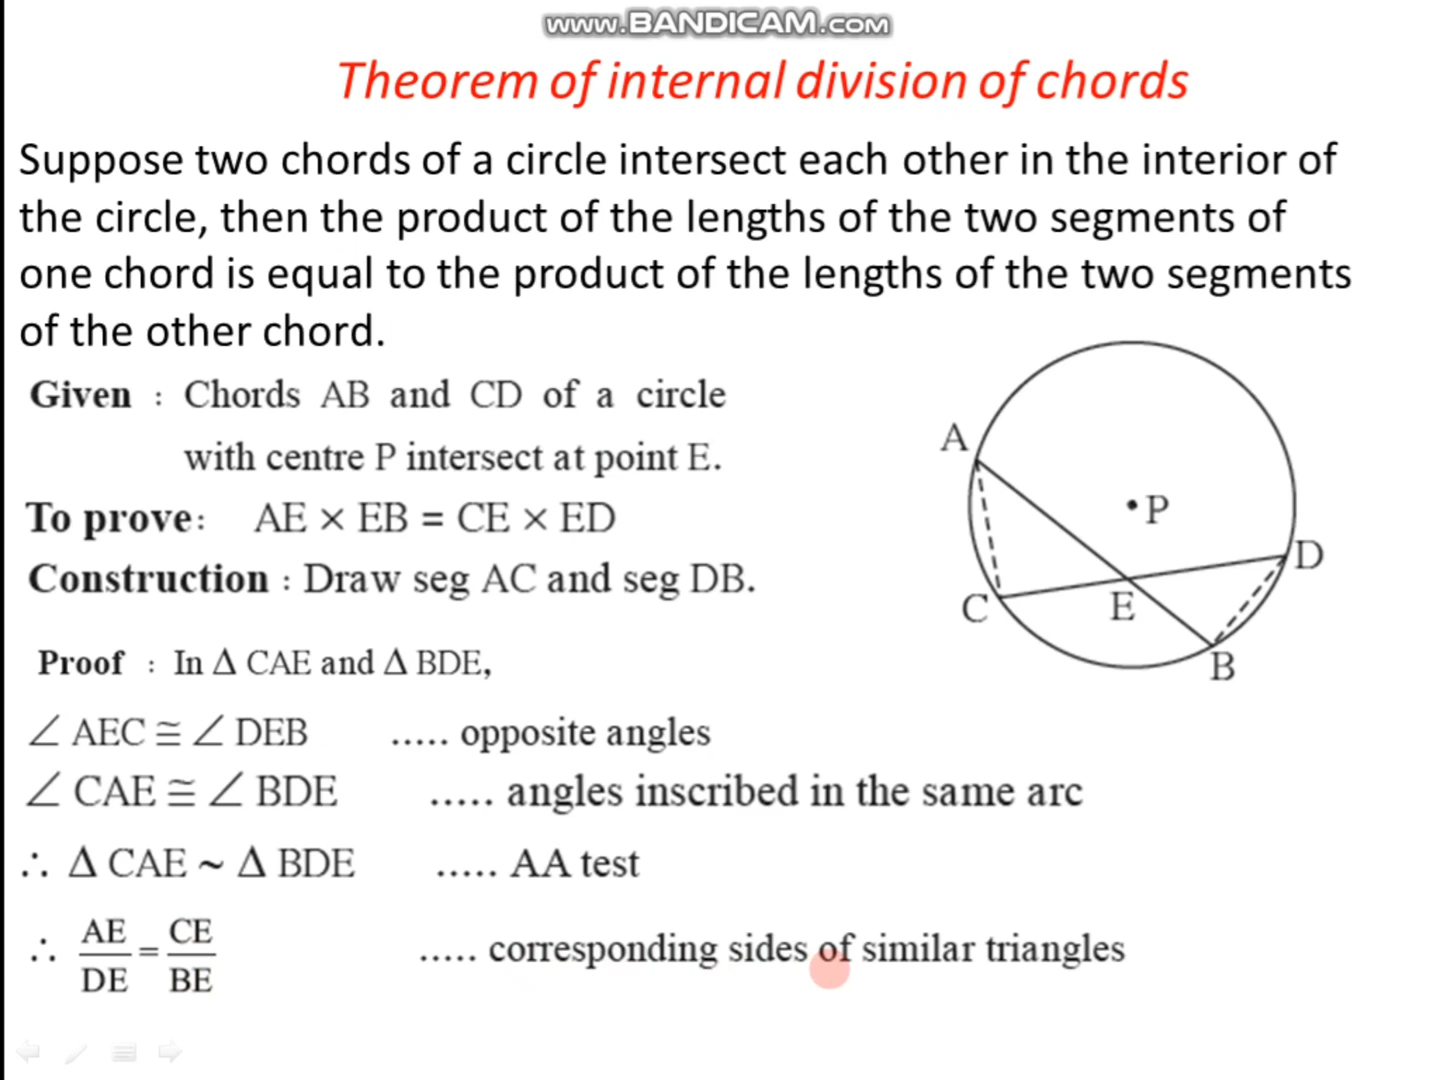 www.BANDICAM.com
Theorem of internal division of chords
Suppose two chords of a circle intersect each other in the interior of
the circle, then the product of the lengths of the two segments of
one chord is equal to the product of the lengths of the two segments
of the other chord.
Given : Chords AB and CD of a circle
with centre P intersect at point E.
To prove: AE × EB = CE × ED
Construction : Draw seg AC and seg DB.
Proof : In Δ CAE and Δ BDE,
∠ AEC ≅ ∠ DEB ..... opposite angles
∠ CAE ≅ ∠ BDE ..... angles inscribed in the same arc
∴ Δ CAE ~ Δ BDE ..... AA test
∴ AE/DE = CE/BE ..... corresponding sides of similar triangles
A
P
D
C
E
B